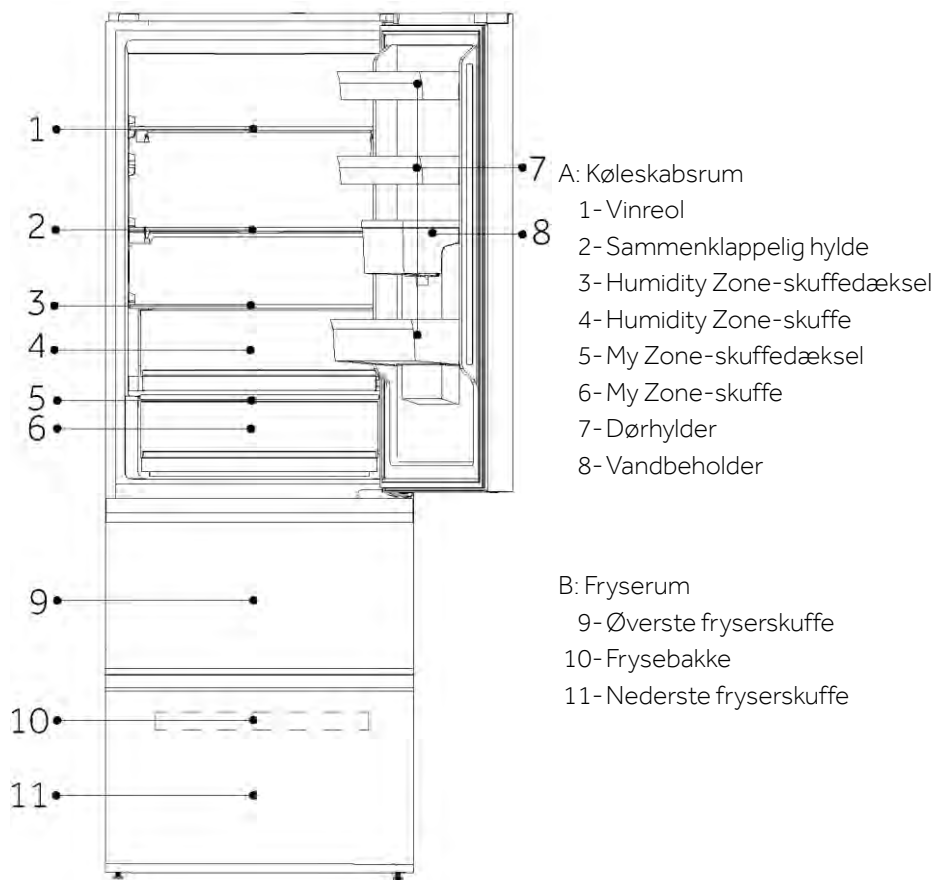 1
2
3
4
5
6
7
8
9
10
11
A: Køleskabsrum
1-Vinreol
2-Sammenklappelig hylde
3-Humidity Zone-skuffedæksel
4-Humidity Zone-skuffe
5-My Zone-skuffedæksel
6-My Zone-skuffe
7-Dørhylder
8-Vandbeholder
B: Fryserum
9-Øverste fryserskuffe
10-Frysebakke
11-Nederste fryserskuffe